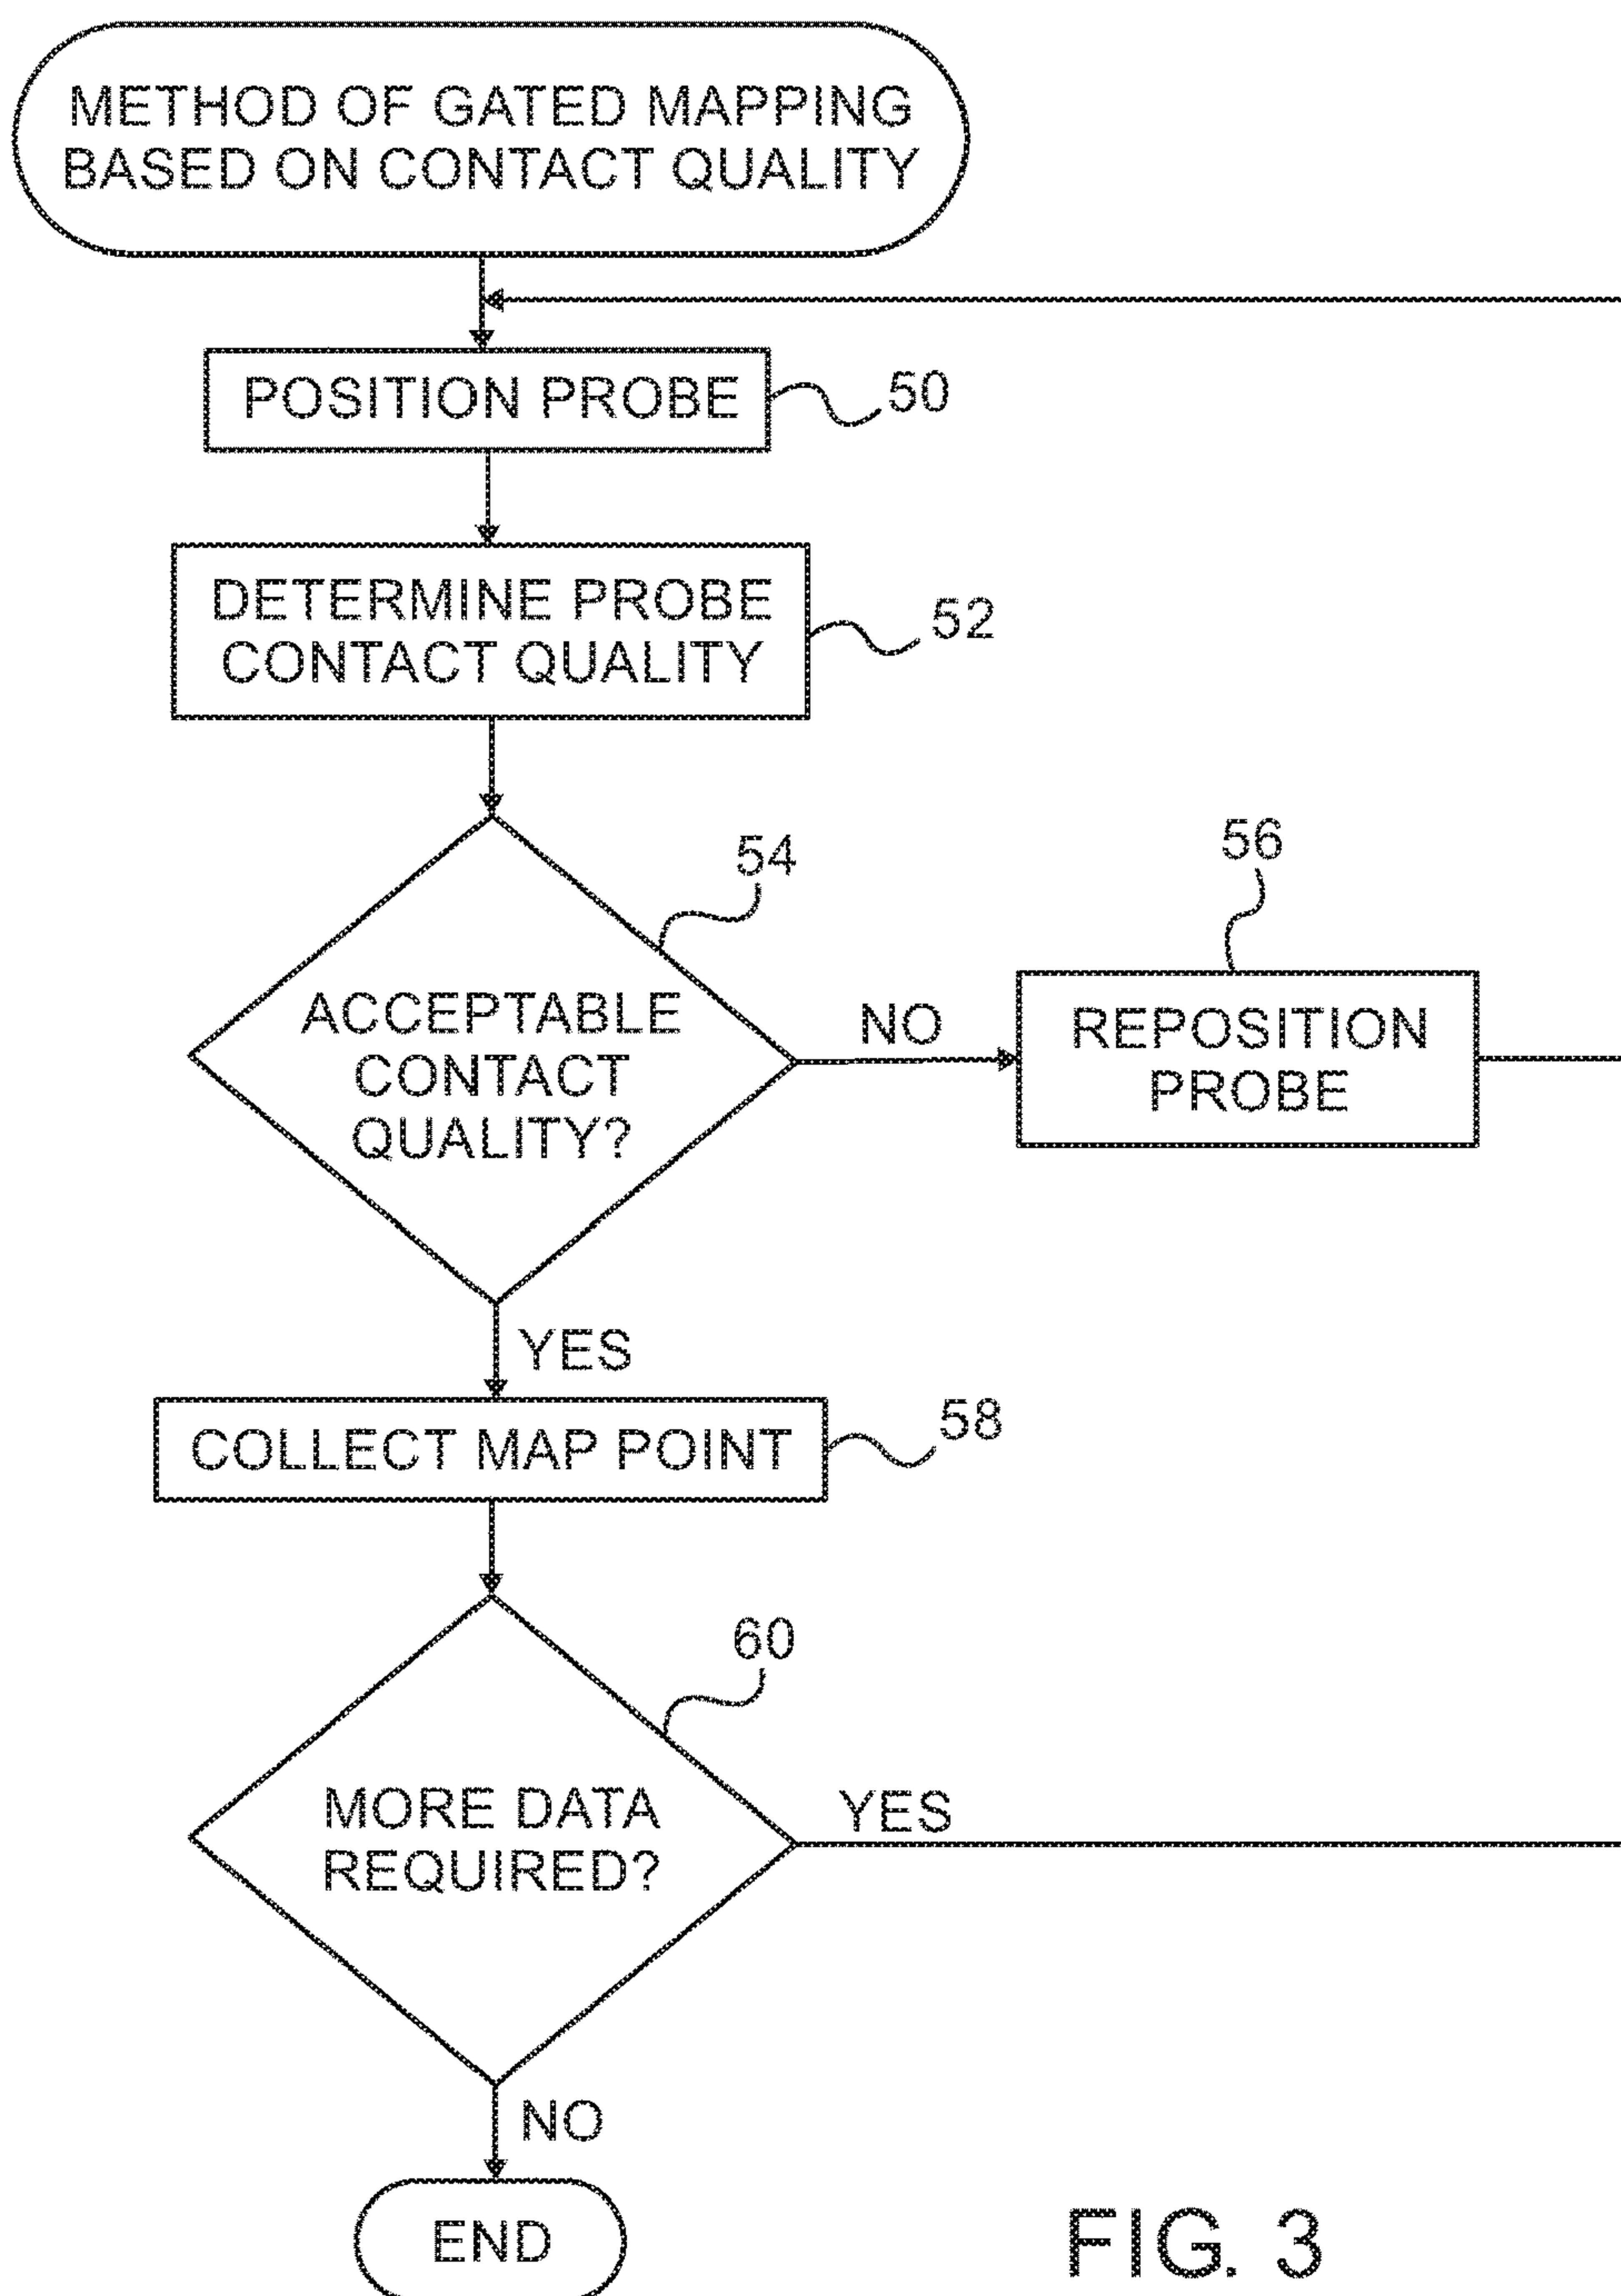 METHOD OF GATED MAPPING
BASED ON CONTACT QUALITY
POSITION PROBE
50
DETERMINE PROBE
CONTACT QUALITY
52
54
ACCEPTABLE
CONTACT
QUALITY?
NO
56
REPOSITION
PROBE
YES
COLLECT MAP POINT
58
60
MORE DATA
REQUIRED?
YES
NO
END
FIG. 3